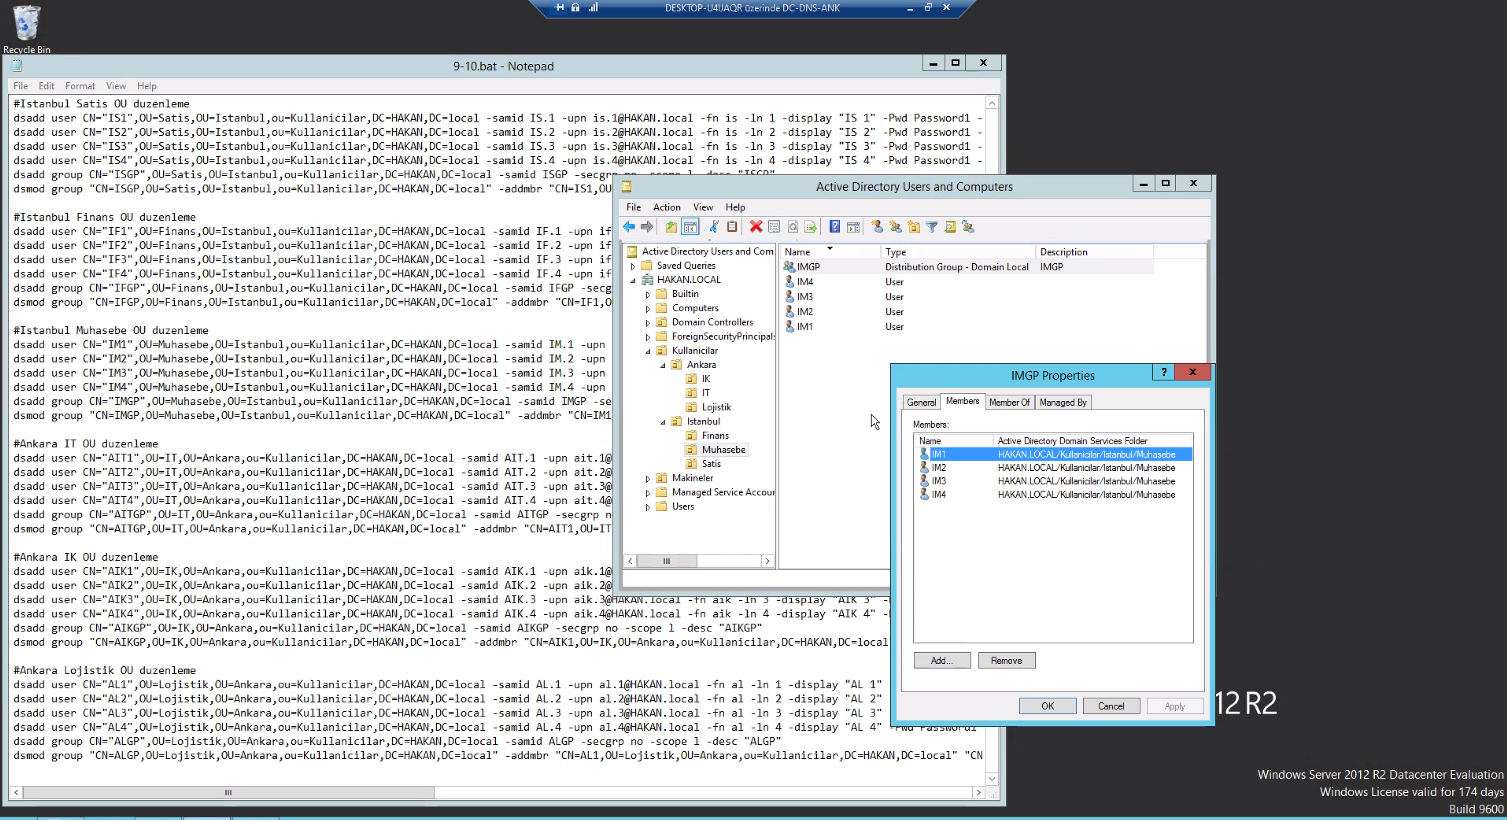 DESKTOP-U4UAQR üzerinde DC-DNS-ANK
Recycle Bin
9-10.bat - Notepad
File Edit Format View Help
#Istanbul Satis OU duzenleme
dsadd user CN="IS1",OU=Satis,OU=Istanbul,ou=Kullanicilar,DC=HAKAN,DC=local -samid IS.1 -upn is.1@HAKAN.local -fn is -ln 1 -display "IS 1" -Pwd Password1 -
dsadd user CN="IS2",OU=Satis,OU=Istanbul,ou=Kullanicilar,DC=HAKAN,DC=local -samid IS.2 -upn is.2@HAKAN.local -fn is -ln 2 -display "IS 2" -Pwd Password1 -
dsadd user CN="IS3",OU=Satis,OU=Istanbul,ou=Kullanicilar,DC=HAKAN,DC=local -samid IS.3 -upn is.3@HAKAN.local -fn is -ln 3 -display "IS 3" -Pwd Password1 -
dsadd user CN="IS4",OU=Satis,OU=Istanbul,ou=Kullanicilar,DC=HAKAN,DC=local -samid IS.4 -upn is.4@HAKAN.local -fn is -ln 4 -display "IS 4" -Pwd Password1 -
dsadd group "CN=ISGP,OU=Satis,OU=Istanbul,ou=Kullanicilar,DC=HAKAN,DC=local -samid ISGP -secgrp no -scope l -desc "ISGP"
dsmod group "CN=ISGP,OU=Satis,OU=Istanbul,ou=Kullanicilar,DC=HAKAN,DC=local" -addmbr "CN=IS1,OU
#Istanbul Finans OU duzenleme
dsadd user CN="IF1",OU=Finans,OU=Istanbul,ou=Kullanicilar,DC=HAKAN,DC=local -samid IF.1 -upn if
dsadd user CN="IF2",OU=Finans,OU=Istanbul,ou=Kullanicilar,DC=HAKAN,DC=local -samid IF.2 -upn if
dsadd user CN="IF3",OU=Finans,OU=Istanbul,ou=Kullanicilar,DC=HAKAN,DC=local -samid IF.3 -upn if
dsadd user CN="IF4",OU=Finans,OU=Istanbul,ou=Kullanicilar,DC=HAKAN,DC=local -samid IF.4 -upn if
dsadd group "CN=IFGP,OU=Finans,OU=Istanbul,ou=Kullanicilar,DC=HAKAN,DC=local -samid IFGP -secg
dsmod group "CN=IFGP,OU=Finans,OU=Istanbul,ou=Kullanicilar,DC=HAKAN,DC=local" -addmbr "CN=IF1,O
#Istanbul Muhasebe OU duzenleme
dsadd user CN="IM1",OU=Muhasebe,OU=Istanbul,ou=Kullanicilar,DC=HAKAN,DC=local -samid IM.1 -upn
dsadd user CN="IM2",OU=Muhasebe,OU=Istanbul,ou=Kullanicilar,DC=HAKAN,DC=local -samid IM.2 -upn
dsadd user CN="IM3",OU=Muhasebe,OU=Istanbul,ou=Kullanicilar,DC=HAKAN,DC=local -samid IM.3 -upn
dsadd user CN="IM4",OU=Muhasebe,OU=Istanbul,ou=Kullanicilar,DC=HAKAN,DC=local -samid IM.4 -upn
dsadd group "CN=IMGP,OU=Muhasebe,OU=Istanbul,ou=Kullanicilar,DC=HAKAN,DC=local -samid IMGP -se
dsmod group "CN=IMGP,OU=Muhasebe,OU=Istanbul,ou=Kullanicilar,DC=HAKAN,DC=local" -addmbr "CN=IM1
#Ankara IT OU duzenleme
dsadd user CN="AIT1",OU=IT,OU=Ankara,ou=Kullanicilar,DC=HAKAN,DC=local -samid AIT.1 -upn ait.1@
dsadd user CN="AIT2",OU=IT,OU=Ankara,ou=Kullanicilar,DC=HAKAN,DC=local -samid AIT.2 -upn ait.2@
dsadd user CN="AIT3",OU=IT,OU=Ankara,ou=Kullanicilar,DC=HAKAN,DC=local -samid AIT.3 -upn ait.3@
dsadd user CN="AIT4",OU=IT,OU=Ankara,ou=Kullanicilar,DC=HAKAN,DC=local -samid AIT.4 -upn ait.4@
dsadd group "CN=AITGP,OU=IT,OU=Ankara,ou=Kullanicilar,DC=HAKAN,DC=local -samid AITGP -secgrp no
dsmod group "CN=AITGP,OU=IT,OU=Ankara,ou=Kullanicilar,DC=HAKAN,DC=local" -addmbr "CN=AIT1,OU=IT
#Ankara IK OU duzenleme
dsadd user CN="AIK1",OU=IK,OU=Ankara,ou=Kullanicilar,DC=HAKAN,DC=local -samid AIK.1 -upn aik.1@
dsadd user CN="AIK2",OU=IK,OU=Ankara,ou=Kullanicilar,DC=HAKAN,DC=local -samid AIK.2 -upn aik.2@
dsadd user CN="AIK3",OU=IK,OU=Ankara,ou=Kullanicilar,DC=HAKAN,DC=local -samid AIK.3 -upn aik.3@HAKAN.local -fn aik -ln 3 -display "AIK 3" -
dsadd user CN="AIK4",OU=IK,OU=Ankara,ou=Kullanicilar,DC=HAKAN,DC=local -samid AIK.4 -upn aik.4@HAKAN.local -fn aik -ln 4 -display "AIK 4" -
dsadd group "CN=AIKGP,OU=IK,OU=Ankara,ou=Kullanicilar,DC=HAKAN,DC=local -samid AIKGP -secgrp no -scope l -desc "AIKGP"
dsmod group "CN=AIKGP,OU=IK,OU=Ankara,ou=Kullanicilar,DC=HAKAN,DC=local" -addmbr "CN=AIK1,OU=IK,OU=Ankara,ou=Kullanicilar,DC=HAKAN,DC=local
#Ankara Lojistik OU duzenleme
dsadd user CN="AL1",OU=Lojistik,OU=Ankara,ou=Kullanicilar,DC=HAKAN,DC=local -samid AL.1 -upn al.1@HAKAN.local -fn al -ln 1 -display "AL 1"
dsadd user CN="AL2",OU=Lojistik,OU=Ankara,ou=Kullanicilar,DC=HAKAN,DC=local -samid AL.2 -upn al.2@HAKAN.local -fn al -ln 2 -display "AL 2"
dsadd user CN="AL3",OU=Lojistik,OU=Ankara,ou=Kullanicilar,DC=HAKAN,DC=local -samid AL.3 -upn al.3@HAKAN.local -fn al -ln 3 -display "AL 3"
dsadd user CN="AL4",OU=Lojistik,OU=Ankara,ou=Kullanicilar,DC=HAKAN,DC=local -samid AL.4 -upn al.4@HAKAN.local -fn al -ln 4 -display "AL 4" -Pwd Password1
dsadd group "CN=ALGP,OU=Lojistik,OU=Ankara,ou=Kullanicilar,DC=HAKAN,DC=local -samid ALGP -secgrp no -scope l -desc "ALGP"
dsmod group "CN=ALGP,OU=Lojistik,OU=Ankara,ou=Kullanicilar,DC=HAKAN,DC=local" -addmbr "CN=AL1,OU=Lojistik,OU=Ankara,ou=Kullanicilar,DC=HAKAN,DC=local" "CN
Active Directory Users and Computers
File Action View Help
Active Directory Users and Com
Saved Queries
HAKAN.LOCAL
Builtin
Computers
Domain Controllers
ForeignSecurityPrincipals
Kullanicilar
Ankara
IK
IT
Lojistik
Istanbul
Finans
Muhasebe
Satis
Makineler
Managed Service Accour
Users
Name Type Description
IMGP Distribution Group - Domain Local IMGP
IM4 User
IM3 User
IM2 User
IM1 User
IMGP Properties
General Members Member Of Managed By
Members:
Name Active Directory Domain Services Folder
IM1 HAKAN.LOCAL/Kullanicilar/Istanbul/Muhasebe
IM2 HAKAN.LOCAL/Kullanicilar/Istanbul/Muhasebe
IM3 HAKAN.LOCAL/Kullanicilar/Istanbul/Muhasebe
IM4 HAKAN.LOCAL/Kullanicilar/Istanbul/Muhasebe
Add... Remove
OK Cancel Apply
12 R2
Windows Server 2012 R2 Datacenter Evaluation
Windows License valid for 174 days
Build 9600